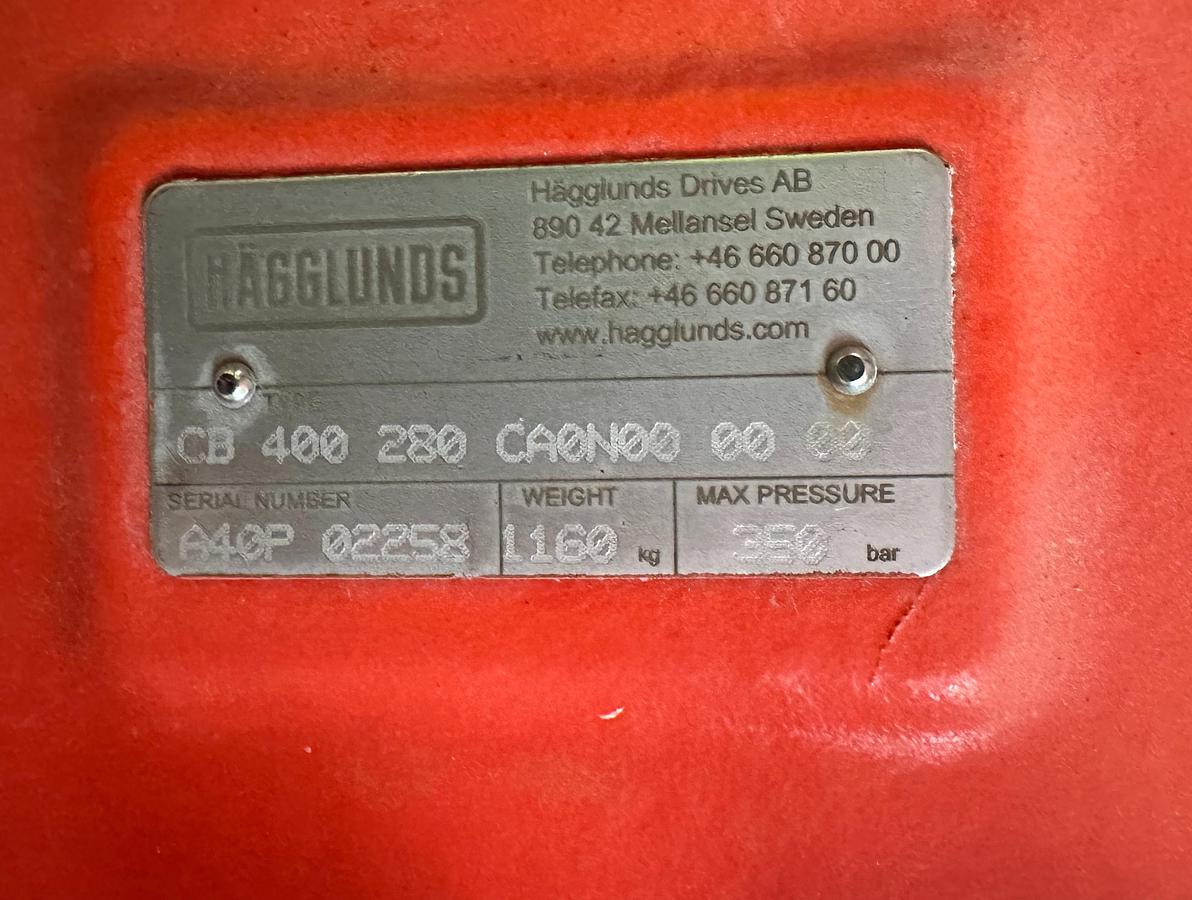 HÄGGLUNDS
Hägglunds Drives AB
890 42 Mellansel Sweden
Telephone: +46 660 870 00
Telefax: +46 660 871 60
www.hagglunds.com
TYPE
CB 400 280 CA0N00 00 00
SERIAL NUMBER WEIGHT MAX PRESSURE
A40P 02258 1160 kg 350 bar